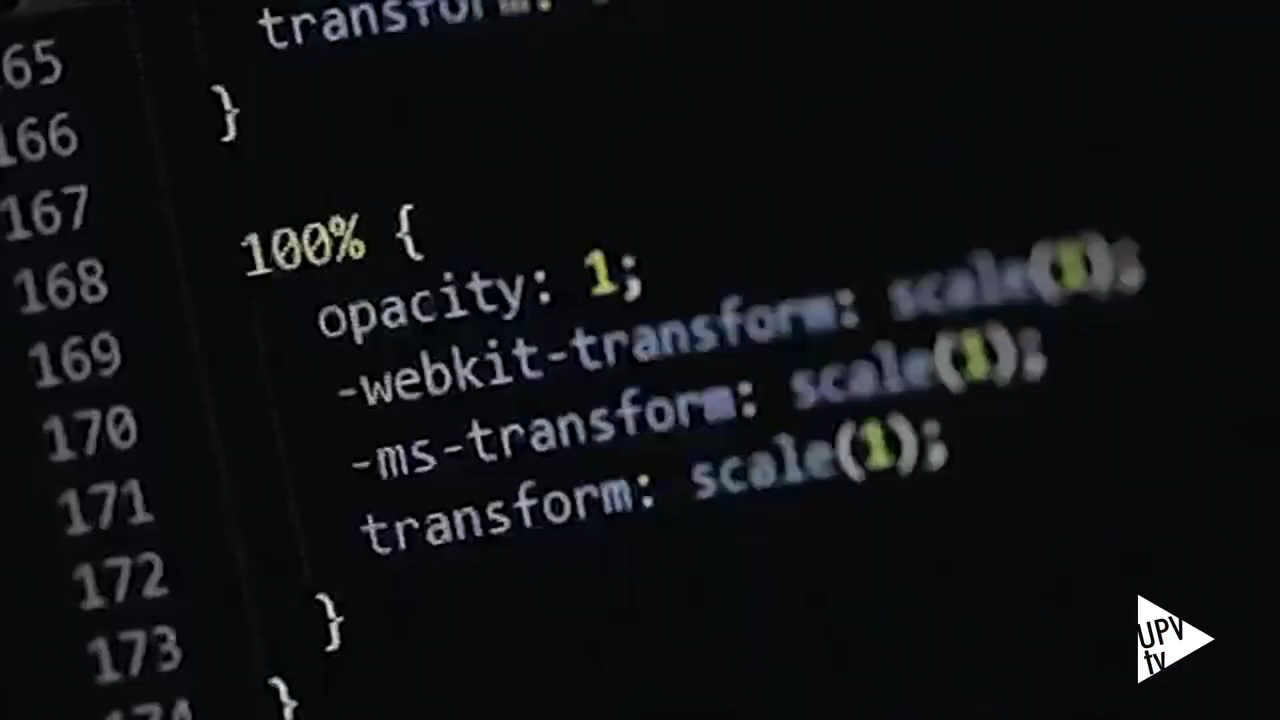 transform:
165
166 }
167
168 100% {
169 opacity: 1;
170 -webkit-transform: scale(1);
171 -ms-transform: scale(1);
172 transform: scale(1);
173 }
174 }
UPV
tv